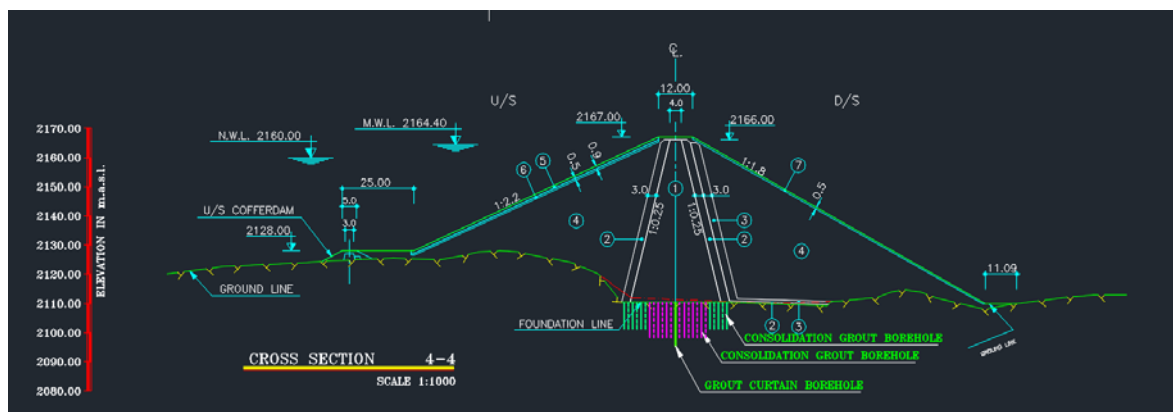 ℄
12.00
4.0
U/S
D/S
2170.00
2160.00
2150.00
2140.00
2130.00
2120.00
2110.00
2100.00
2090.00
2080.00
ELEVATION IN m.a.s.l.
N.W.L. 2160.00
M.W.L. 2164.40
2167.00
2166.00
25.00
5.0
3.0
U/S COFFERDAM
2128.00
GROUND LINE
1:2.2
6
5
0.5
0.9
4
2
3.0
1:0.25
1
1:0.25
3.0
3
2
1:1.8
7
0.5
4
11.09
FOUNDATION LINE
2
3
GROUND LINE
CONSOLIDATION GROUT BOREHOLE
CONSOLIDATION GROUT BOREHOLE
GROUT CURTAIN BOREHOLE
CROSS SECTION 4-4
SCALE 1:1000